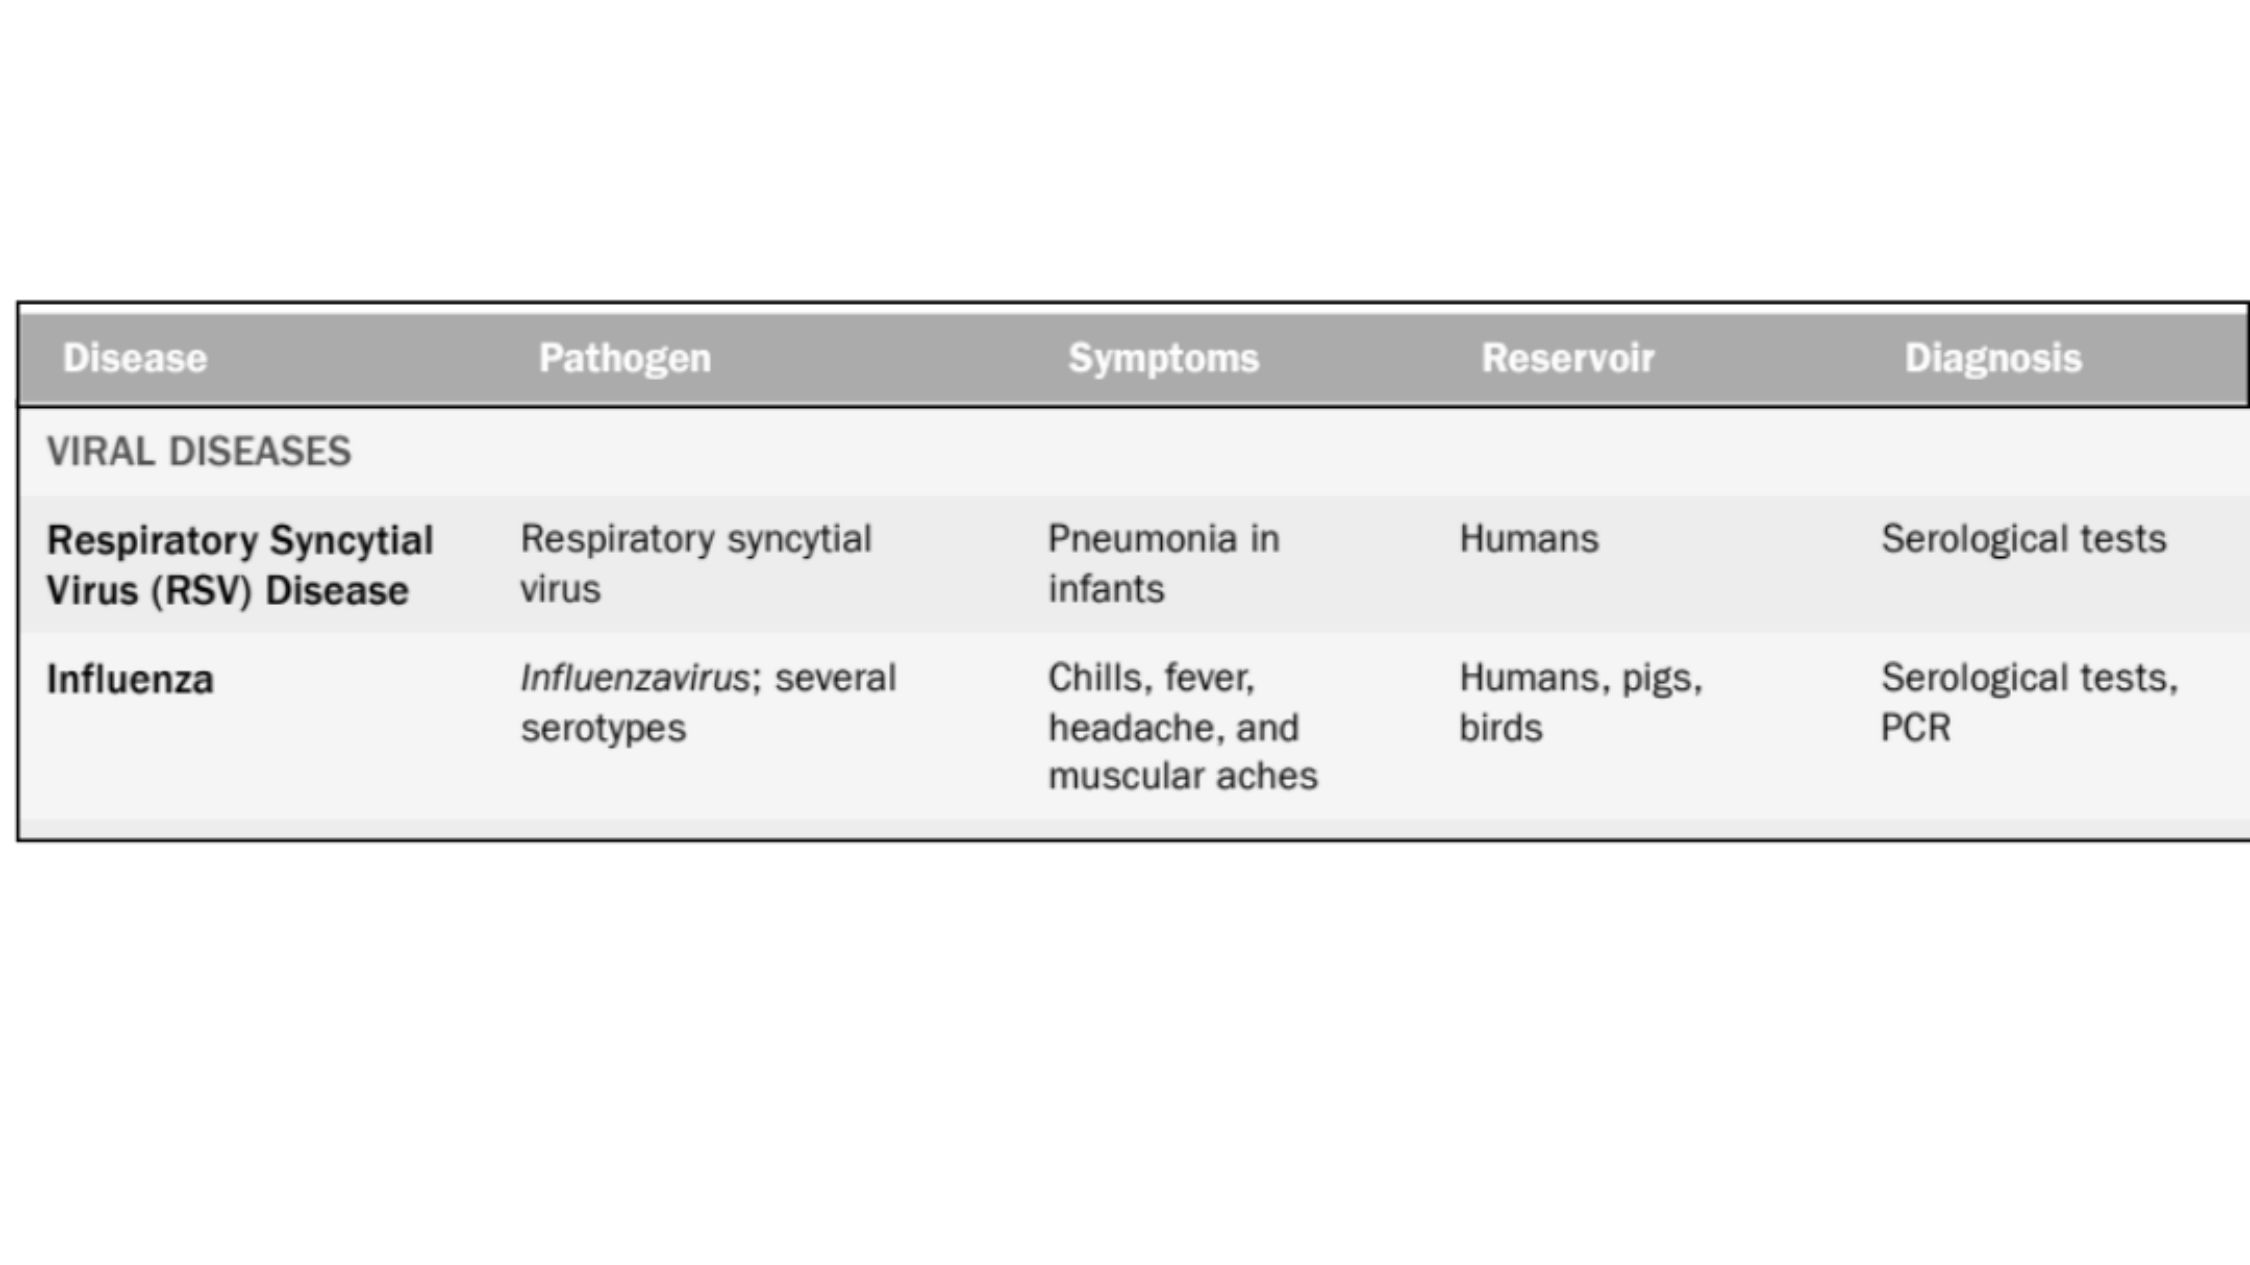 Disease Pathogen Symptoms Reservoir Diagnosis
VIRAL DISEASES
Respiratory Syncytial Respiratory syncytial Pneumonia in Humans Serological tests
Virus (RSV) Disease virus infants
Influenza Influenzavirus; several Chills, fever, Humans, pigs, Serological tests,
serotypes headache, and birds PCR
muscular aches